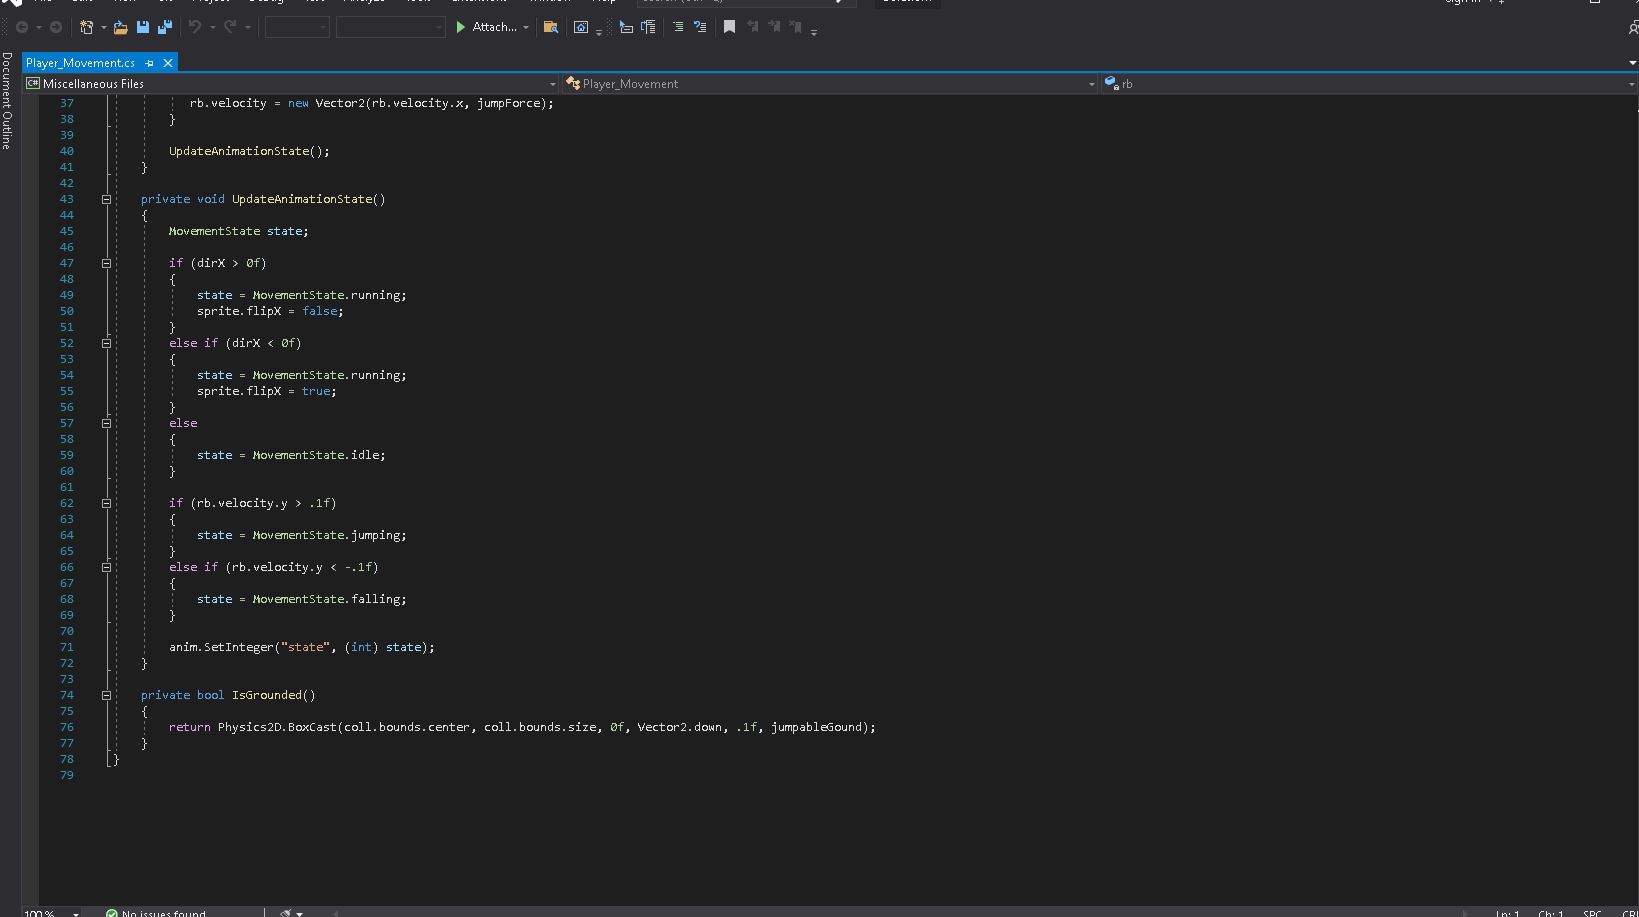 Attach...
Document Outline
Player_Movement.cs
Miscellaneous Files
Player_Movement
rb
37 rb.velocity = new Vector2(rb.velocity.x, jumpForce);
38 }
39
40 UpdateAnimationState();
41 }
42
43 private void UpdateAnimationState()
44 {
45 MovementState state;
46
47 if (dirX > 0f)
48 {
49 state = MovementState.running;
50 sprite.flipX = false;
51 }
52 else if (dirX < 0f)
53 {
54 state = MovementState.running;
55 sprite.flipX = true;
56 }
57 else
58 {
59 state = MovementState.idle;
60 }
61
62 if (rb.velocity.y > .1f)
63 {
64 state = MovementState.jumping;
65 }
66 else if (rb.velocity.y < -.1f)
67 {
68 state = MovementState.falling;
69 }
70
71 anim.SetInteger("state", (int) state);
72 }
73
74 private bool IsGrounded()
75 {
76 return Physics2D.BoxCast(coll.bounds.center, coll.bounds.size, 0f, Vector2.down, .1f, jumpableGound);
77 }
78 }
79
100 % No issues found Ln: 1 Ch: 1 SPC